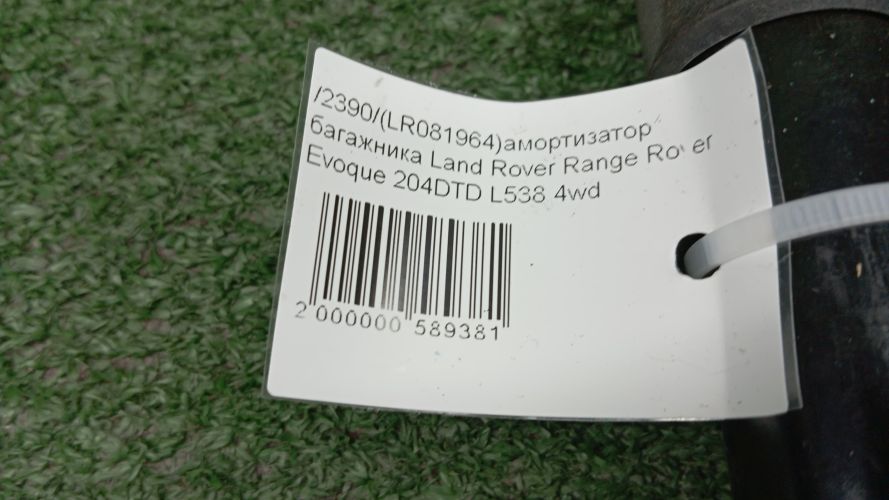 /2390/(LR081964)амортизатор
багажника Land Rover Range Rover
Evoque 204DTD L538 4wd
2 000000 589381